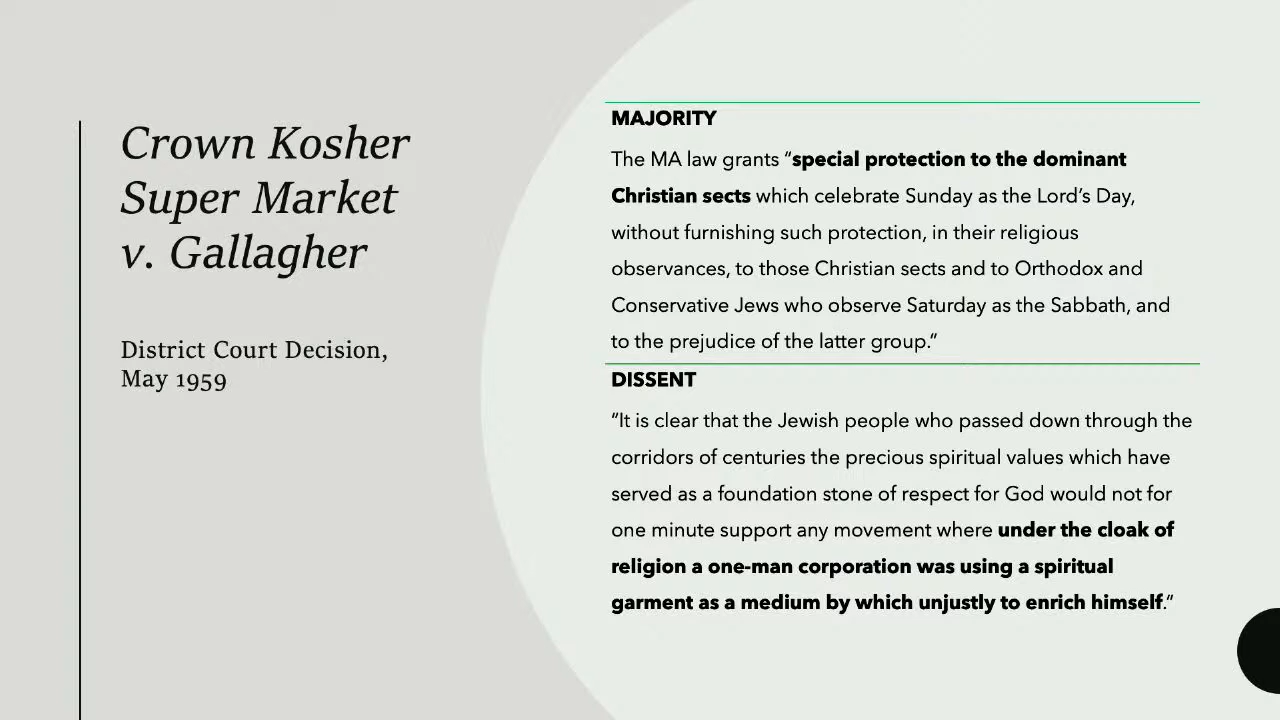 Crown Kosher
Super Market
v. Gallagher
District Court Decision,
May 1959
MAJORITY
The MA law grants “special protection to the dominant
Christian sects which celebrate Sunday as the Lord’s Day,
without furnishing such protection, in their religious
observances, to those Christian sects and to Orthodox and
Conservative Jews who observe Saturday as the Sabbath, and
to the prejudice of the latter group.”
DISSENT
“It is clear that the Jewish people who passed down through the
corridors of centuries the precious spiritual values which have
served as a foundation stone of respect for God would not for
one minute support any movement where under the cloak of
religion a one-man corporation was using a spiritual
garment as a medium by which unjustly to enrich himself.”